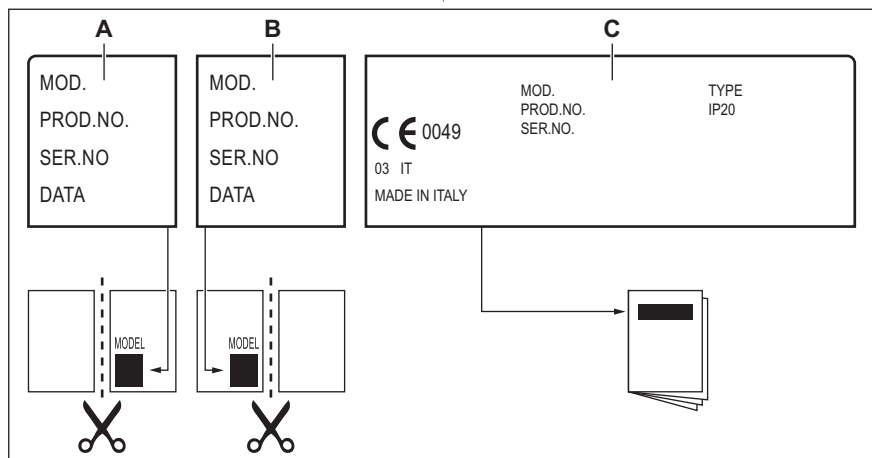 A
B
C
MOD.
PROD.NO.
SER.NO
DATA
MOD.
PROD.NO.
SER.NO
DATA
MOD.
PROD.NO.
SER.NO.
TYPE
IP20
CE 0049
03 IT
MADE IN ITALY
MODEL
MODEL